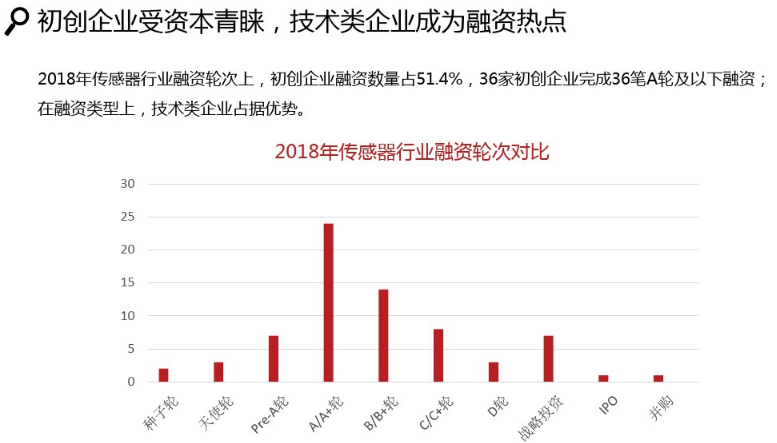 初创企业受资本青睐，技术类企业成为融资热点
2018年传感器行业融资轮次上，初创企业融资数量占51.4%，36家初创企业完成36笔A轮及以下融资；
在融资类型上，技术类企业占据优势。
2018年传感器行业融资轮次对比
30
25
20
15
10
5
0
种子轮
天使轮
Pre-A轮
A/A+轮
B/B+轮
C/C+轮
D轮
战略投资
IPO
并购